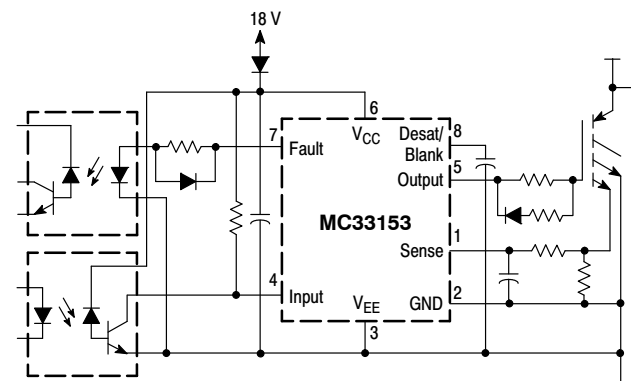 18 V
6
7
VCC
Desat/
Blank
8
Fault
5
Output
MC33153
Sense
1
4
Input
VEE
GND
2
3